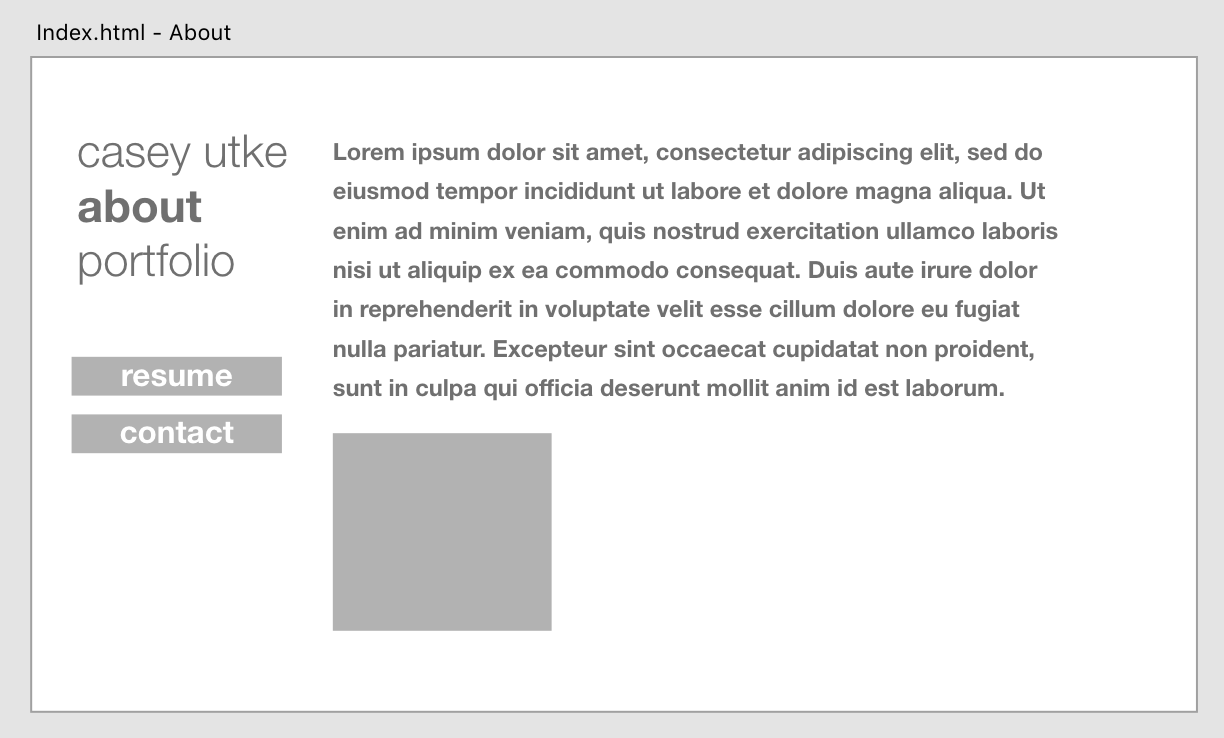 Index.html - About
casey utke
about
portfolio
resume
contact
Lorem ipsum dolor sit amet, consectetur adipiscing elit, sed do
eiusmod tempor incididunt ut labore et dolore magna aliqua. Ut
enim ad minim veniam, quis nostrud exercitation ullamco laboris
nisi ut aliquip ex ea commodo consequat. Duis aute irure dolor
in reprehenderit in voluptate velit esse cillum dolore eu fugiat
nulla pariatur. Excepteur sint occaecat cupidatat non proident,
sunt in culpa qui officia deserunt mollit anim id est laborum.